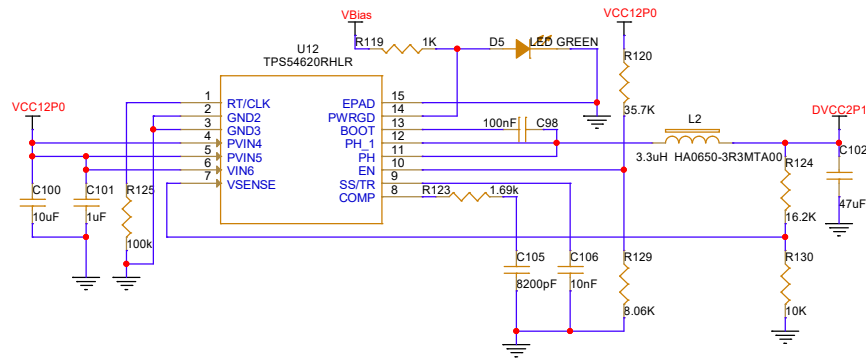 VBias
VCC12P0
R119
1K
D5
LED GREEN
U12
TPS54620RHLR
R120
35.7K
VCC12P0
1
RT/CLK
2
GND2
3
GND3
4
PVIN4
5
PVIN5
6
VIN6
7
VSENSE
EPAD
15
PWRGD
14
BOOT
13
PH_1
12
PH
11
EN
10
SS/TR
9
COMP
8
100nF
C98
L2
3.3uH HA0650-3R3MTA00
DVCC2P1
C102
47uF
R124
16.2K
C100
10uF
C101
1uF
R125
100k
R123
1.69k
C105
8200pF
C106
10nF
R129
8.06K
R130
10K